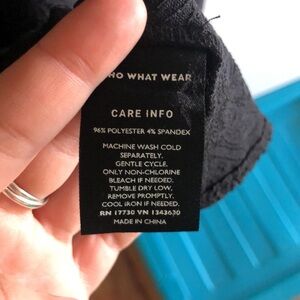 WHO WHAT WEAR
CARE INFO
96% POLYESTER 4% SPANDEX
MACHINE WASH COLD
SEPARATELY.
GENTLE CYCLE.
ONLY NON-CHLORINE
BLEACH IF NEEDED.
TUMBLE DRY LOW,
REMOVE PROMPTLY.
COOL IRON IF NEEDED.
RN 17730 VN 1343630
MADE IN CHINA